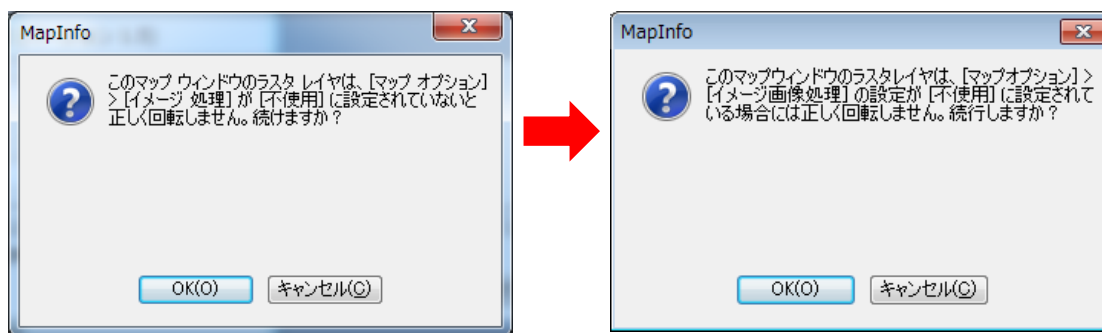 MapInfo
このマップ ウィンドウのラスタ レイヤは、[マップ オプション]
> [イメージ 処理] が [不使用] に設定されていないと
正しく回転しません。続けますか？
OK(O)
キャンセル(C)
MapInfo
このマップウィンドウのラスタレイヤは、[マップオプション] >
[イメージ画像処理] の設定が [不使用] に設定されて
いる場合には正しく回転しません。続行しますか？
OK(O)
キャンセル(C)